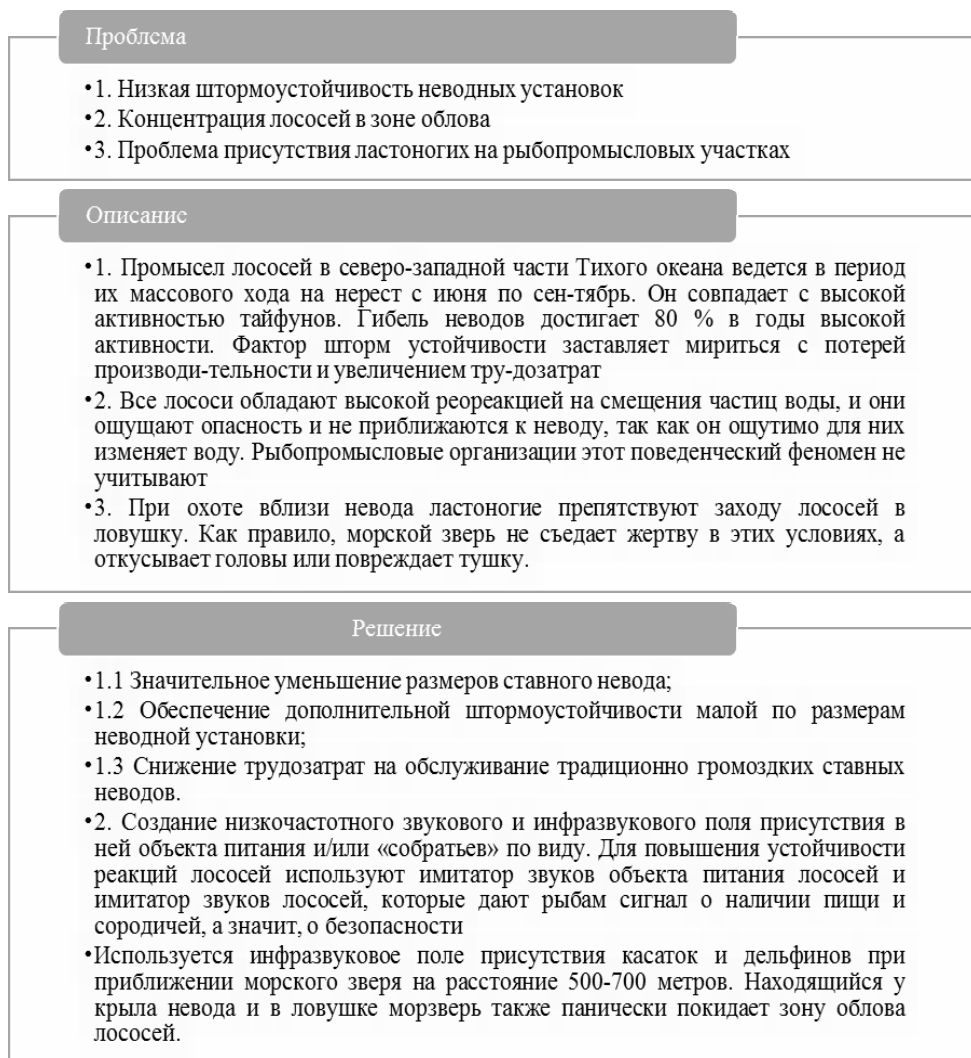 Проблема
•1. Низкая штормоустойчивость неводных установок
•2. Концентрация лососей в зоне облова
•3. Проблема присутствия ластоногих на рыбопромысловых участках
Описание
•1. Промысел лососей в северо-западной части Тихого океана ведется в период
их массового хода на нерест с июня по сен-тябрь. Он совпадает с высокой
активностью тайфунов. Гибель неводов достигает 80 % в годы высокой
активности. Фактор шторм устойчивости заставляет мириться с потерей
производи-тельности и увеличением тру-дозатрат
•2. Все лососи обладают высокой реореакцией на смещения частиц воды, и они
ощущают опасность и не приближаются к неводу, так как он ощутимо для них
изменяет воду. Рыбопромысловые организации этот поведенческий феномен не
учитывают
•3. При охоте вблизи невода ластоногие препятствуют заходу лососей в
ловушку. Как правило, морской зверь не съедает жертву в этих условиях, а
откусывает головы или повреждает тушку.
Решение
•1.1 Значительное уменьшение размеров ставного невода;
•1.2 Обеспечение дополнительной штормоустойчивости малой по размерам
неводной установки;
•1.3 Снижение трудозатрат на обслуживание традиционно громоздких ставных
неводов.
•2. Создание низкочастотного звукового и инфразвукового поля присутствия в
ней объекта питания и/или «собратьев» по виду. Для повышения устойчивости
реакций лососей используют имитатор звуков объекта питания лососей и
имитатор звуков лососей, которые дают рыбам сигнал о наличии пищи и
сородичей, а значит, о безопасности
•Используется инфразвуковое поле присутствия касаток и дельфинов при
приближении морского зверя на расстояние 500-700 метров. Находящийся у
крыла невода и в ловушке морзверь также панически покидает зону облова
лососей.